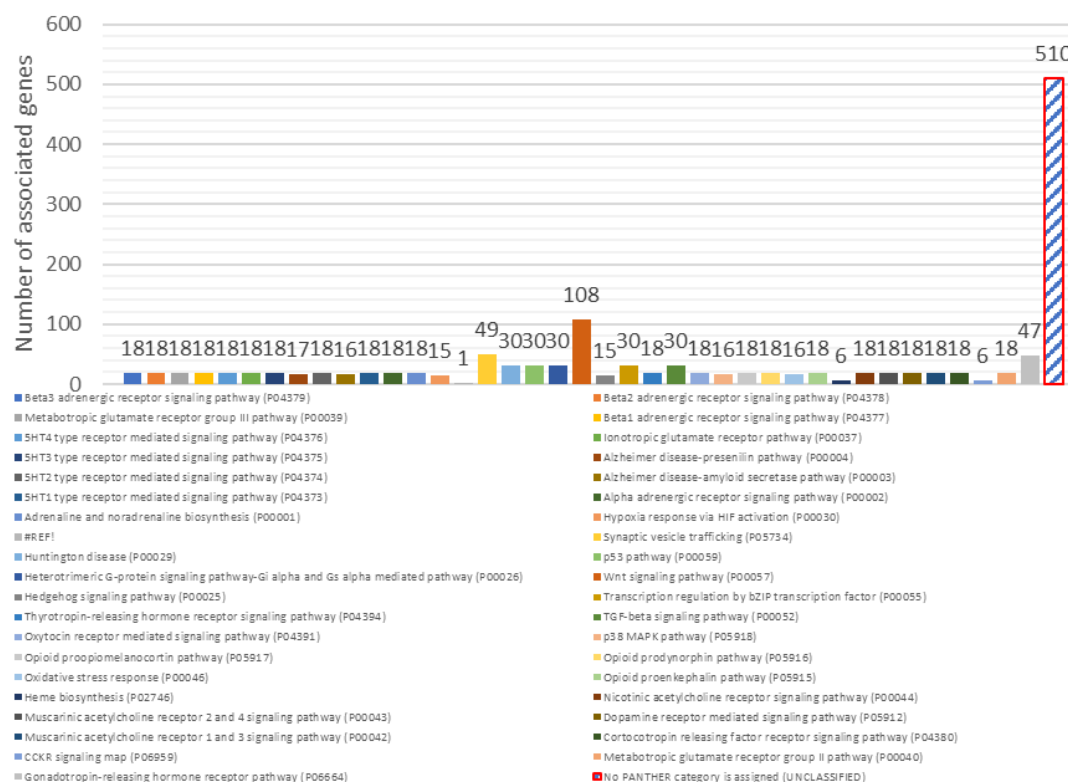 Number of associated genes
600
500
400
300
200
100
0
18 18 18 18 18 18 18 17 18 16 18 18 18 15 1 49 30 30 30 108 15 30 18 30 18 16 18 18 16 18 6 18 18 18 18 18 6 18 47 510
Beta3 adrenergic receptor signaling pathway (P04379)
Beta2 adrenergic receptor signaling pathway (P04378)
Metabotropic glutamate receptor group III pathway (P00039)
Beta1 adrenergic receptor signaling pathway (P04377)
5HT4 type receptor mediated signaling pathway (P04376)
Ionotropic glutamate receptor pathway (P00037)
5HT3 type receptor mediated signaling pathway (P04375)
Alzheimer disease-presenilin pathway (P00004)
5HT2 type receptor mediated signaling pathway (P04374)
Alzheimer disease-amyloid secretase pathway (P00003)
5HT1 type receptor mediated signaling pathway (P04373)
Alpha adrenergic receptor signaling pathway (P00002)
Adrenaline and noradrenaline biosynthesis (P00001)
Hypoxia response via HIF activation (P00030)
#REF!
Synaptic vesicle trafficking (P05734)
Huntington disease (P00029)
p53 pathway (P00059)
Heterotrimeric G-protein signaling pathway-Gi alpha and Gs alpha mediated pathway (P00026)
Wnt signaling pathway (P00057)
Hedgehog signaling pathway (P00025)
Transcription regulation by bZIP transcription factor (P00055)
Thyrotropin-releasing hormone receptor signaling pathway (P04394)
TGF-beta signaling pathway (P00052)
Oxytocin receptor mediated signaling pathway (P04391)
p38 MAPK pathway (P05918)
Opioid proopiomelanocortin pathway (P05917)
Opioid prodynorphin pathway (P05916)
Oxidative stress response (P00046)
Opioid proenkephalin pathway (P05915)
Heme biosynthesis (P02746)
Nicotinic acetylcholine receptor signaling pathway (P00044)
Muscarinic acetylcholine receptor 2 and 4 signaling pathway (P00043)
Dopamine receptor mediated signaling pathway (P05912)
Muscarinic acetylcholine receptor 1 and 3 signaling pathway (P00042)
Cortocotropin releasing factor receptor signaling pathway (P04380)
CCKR signaling map (P06959)
Metabotropic glutamate receptor group II pathway (P00040)
Gonadotropin-releasing hormone receptor pathway (P06664)
No PANTHER category is assigned (UNCLASSIFIED)